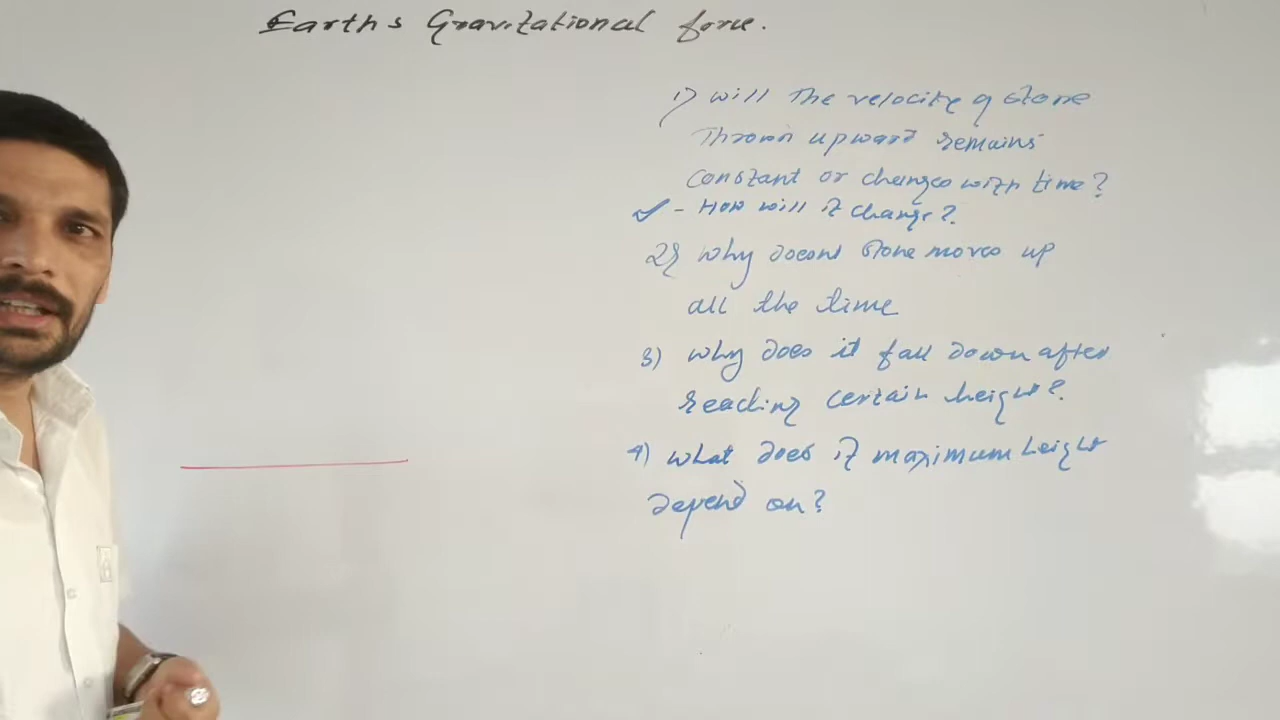 Earths Gravitational force.
1) will the velocity of stone
Thrown upward remains
constant or changes with time?
- How will it change?
2) why doesnt stone moves up
all the time
3) why does it fall down after
reaching certain height?
4) what does it maximum height
depend on?